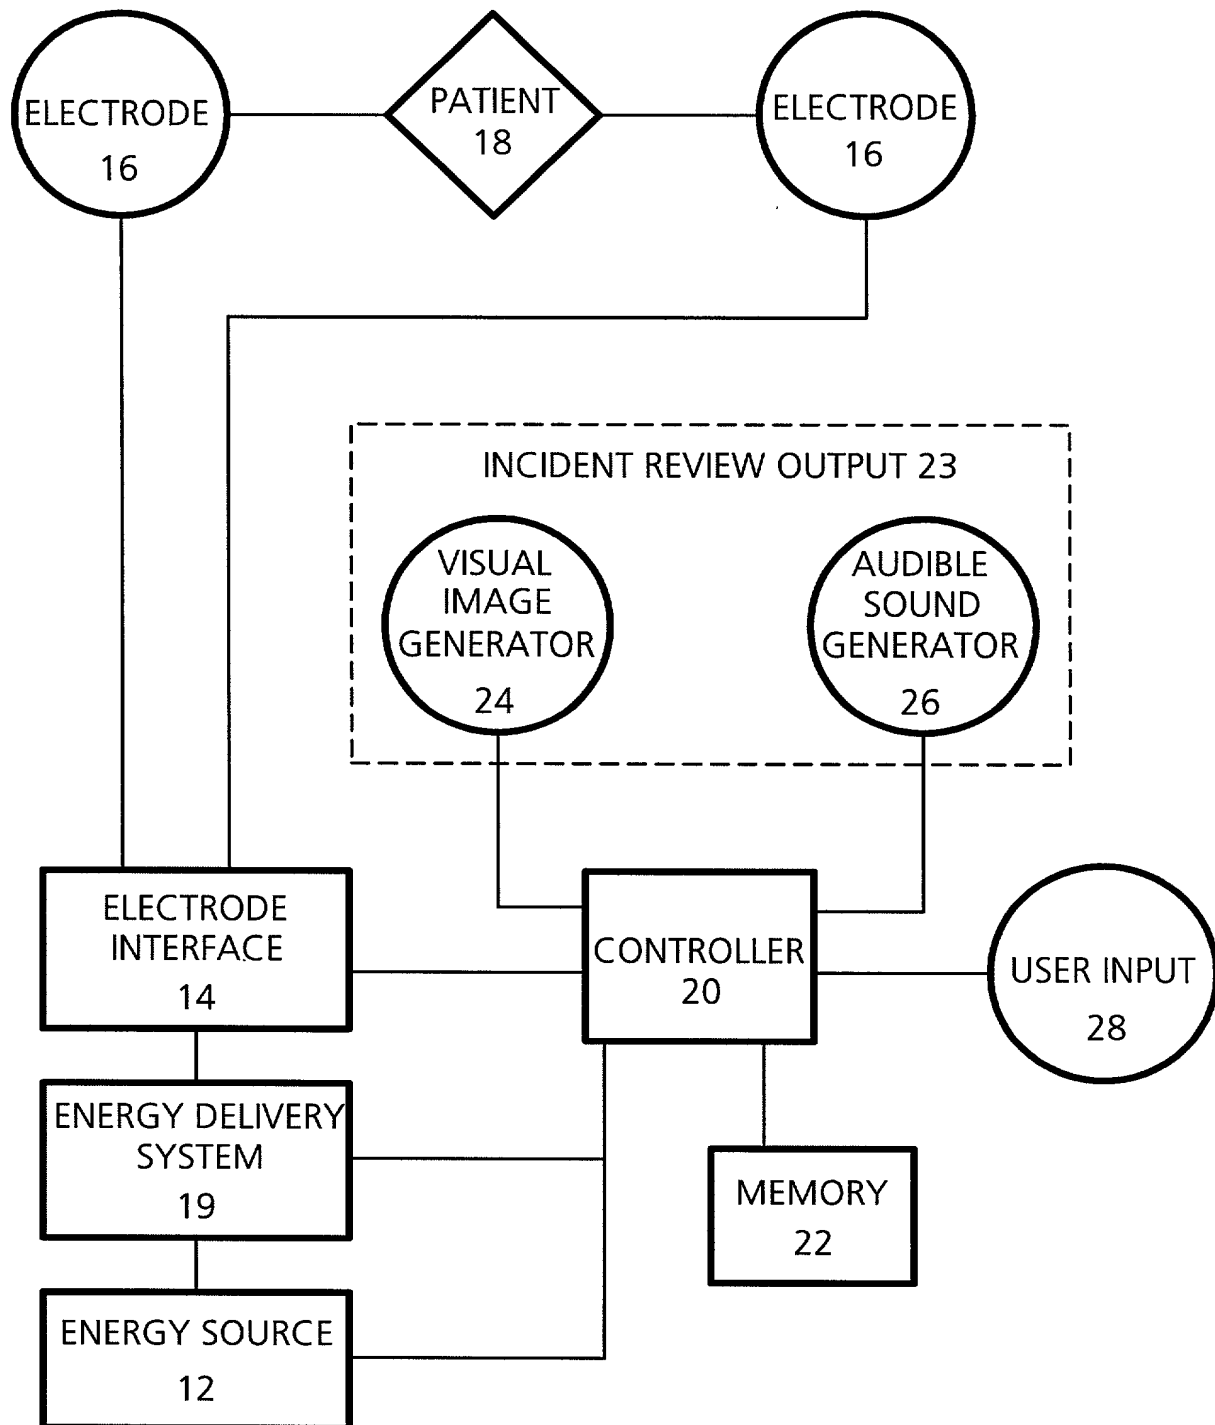 ELECTRODE
16
PATIENT
18
ELECTRODE
16
INCIDENT REVIEW OUTPUT 23
VISUAL
IMAGE
GENERATOR
24
AUDIBLE
SOUND
GENERATOR
26
ELECTRODE
INTERFACE
14
CONTROLLER
20
USER INPUT
28
ENERGY DELIVERY
SYSTEM
19
MEMORY
22
ENERGY SOURCE
12